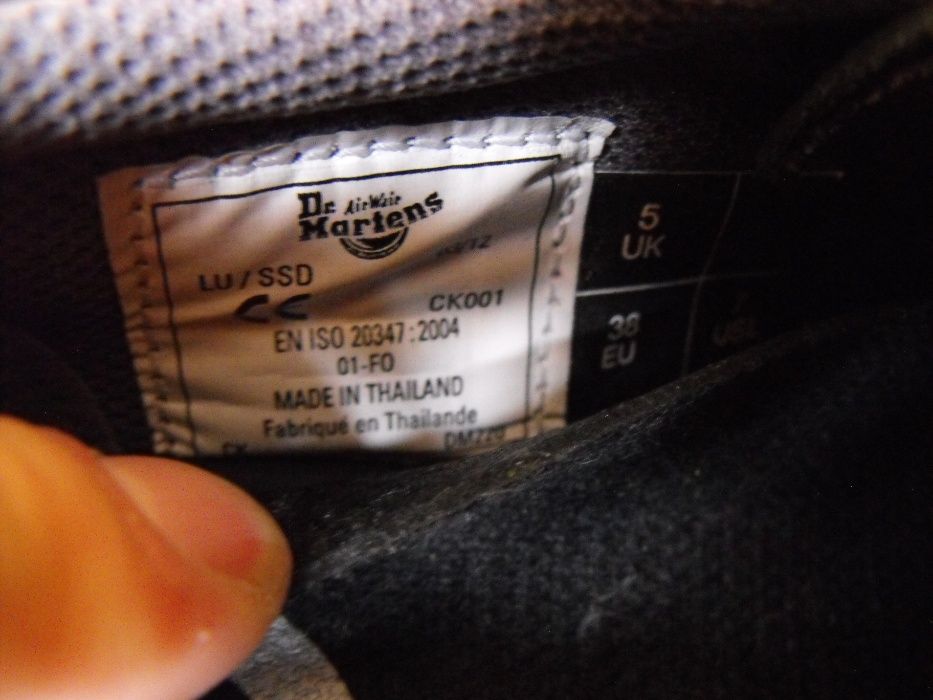 Dr. AirWair
Martens
LU / SSD
CE CK001
EN ISO 20347:2004
01-FO
MADE IN THAILAND
Fabriqué en Thailande
5
UK
38
EU